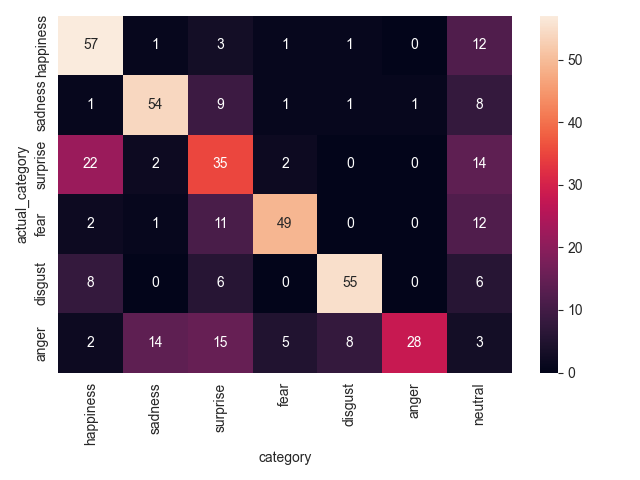 happiness 57 1 3 1 1 0 12
sadness 1 54 9 1 1 1 8
surprise 22 2 35 2 0 0 14
fear 2 1 11 49 0 0 12
disgust 8 0 6 0 55 0 6
anger 2 14 15 5 8 28 3
actual_category
happiness sadness surprise fear disgust anger neutral
category
50
40
30
20
10
0